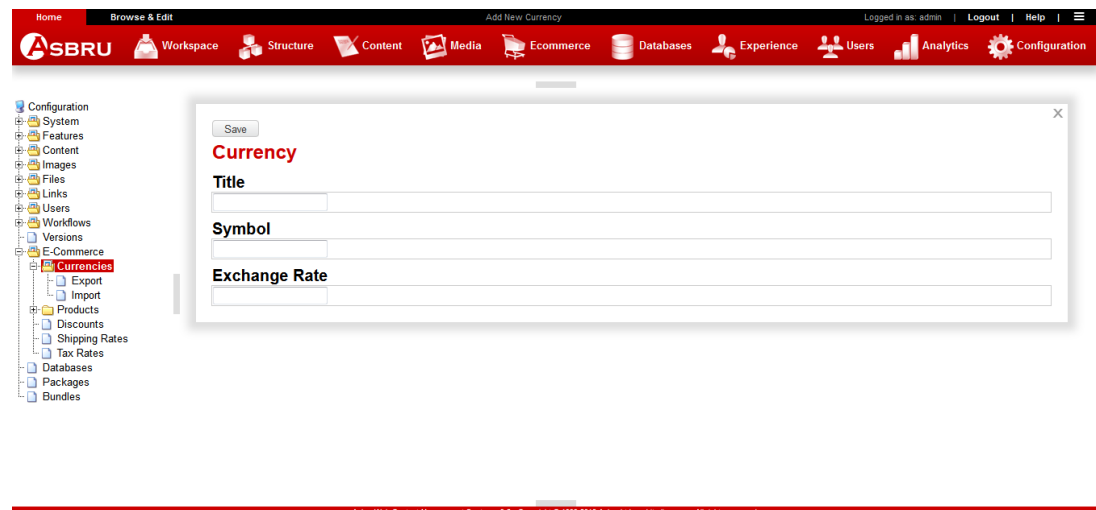 Home Browse & Edit Add New Currency Logged in as: admin | Logout | Help |
ASBRU Workspace Structure Content Media Ecommerce Databases Experience Users Analytics Configuration
Configuration
System
Features
Content
Images
Files
Links
Users
Workflows
Versions
E-Commerce
Currencies
Export
Import
Products
Discounts
Shipping Rates
Tax Rates
Databases
Packages
Bundles
X
Save
Currency
Title
Symbol
Exchange Rate